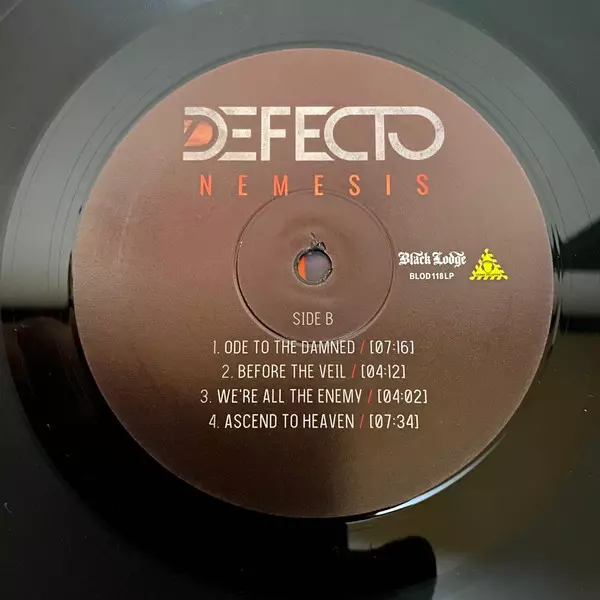 DEFECTO
NEMESIS
Black Lodge
BLOD118LP
SIDE B
1. ODE TO THE DAMNED / [07:16]
2. BEFORE THE VEIL / [04:12]
3. WE'RE ALL THE ENEMY / [04:02]
4. ASCEND TO HEAVEN / [07:34]